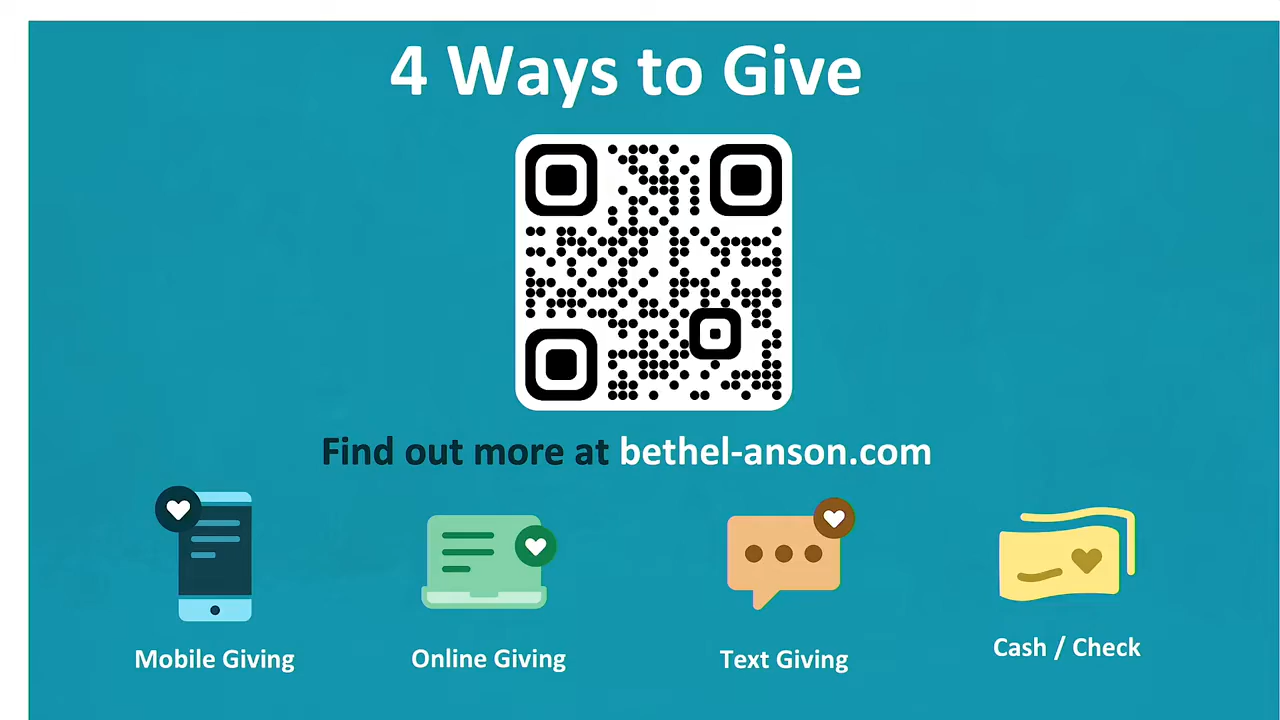 4 Ways to Give
Find out more at bethel-anson.com
Mobile Giving
Online Giving
Text Giving
Cash / Check